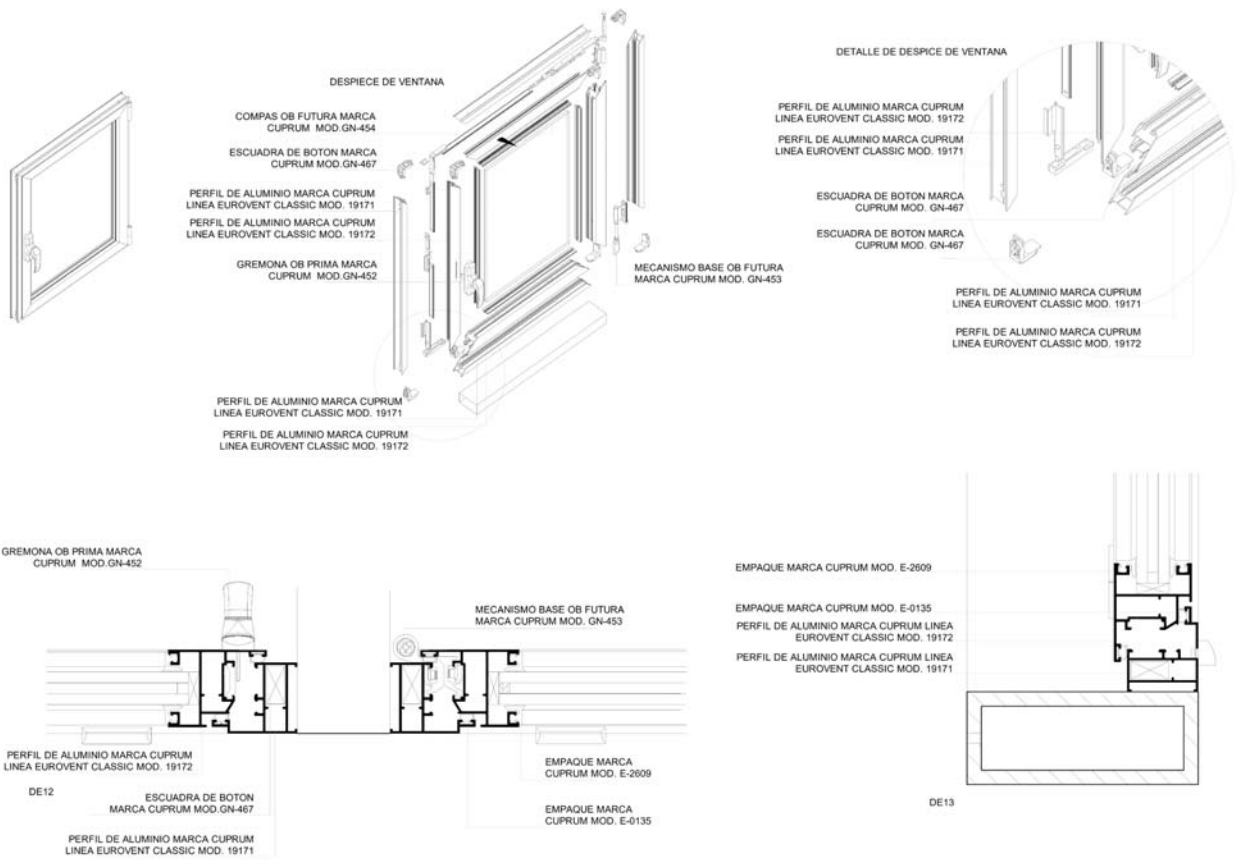 DESPIECE DE VENTANA
COMPAS OB FUTURA MARCA
CUPRUM MOD.GN-454
ESCUADRA DE BOTON MARCA
CUPRUM MOD.GN-467
PERFIL DE ALUMINIO MARCA CUPRUM
LINEA EUROVENT CLASSIC MOD. 19171
PERFIL DE ALUMINIO MARCA CUPRUM
LINEA EUROVENT CLASSIC MOD. 19172
GREMONA OB PRIMA MARCA
CUPRUM MOD.GN-452
MECANISMO BASE OB FUTURA
MARCA CUPRUM MOD. GN-453
PERFIL DE ALUMINIO MARCA CUPRUM
LINEA EUROVENT CLASSIC MOD. 19171
PERFIL DE ALUMINIO MARCA CUPRUM
LINEA EUROVENT CLASSIC MOD. 19172
DETALLE DE DESPICE DE VENTANA
PERFIL DE ALUMINIO MARCA CUPRUM
LINEA EUROVENT CLASSIC MOD. 19172
PERFIL DE ALUMINIO MARCA CUPRUM
LINEA EUROVENT CLASSIC MOD. 19171
ESCUADRA DE BOTON MARCA
CUPRUM MOD. GN-467
ESCUADRA DE BOTON MARCA
CUPRUM MOD. GN-467
PERFIL DE ALUMINIO MARCA CUPRUM
LINEA EUROVENT CLASSIC MOD. 19171
PERFIL DE ALUMINIO MARCA CUPRUM
LINEA EUROVENT CLASSIC MOD. 19172
GREMONA OB PRIMA MARCA
CUPRUM MOD.GN-452
MECANISMO BASE OB FUTURA
MARCA CUPRUM MOD. GN-453
PERFIL DE ALUMINIO MARCA CUPRUM
LINEA EUROVENT CLASSIC MOD. 19172
DE12
ESCUADRA DE BOTON
MARCA CUPRUM MOD.GN-467
PERFIL DE ALUMINIO MARCA CUPRUM
LINEA EUROVENT CLASSIC MOD. 19171
EMPAQUE MARCA
CUPRUM MOD. E-2609
EMPAQUE MARCA
CUPRUM MOD. E-0135
EMPAQUE MARCA CUPRUM MOD. E-2609
EMPAQUE MARCA CUPRUM MOD. E-0135
PERFIL DE ALUMINIO MARCA CUPRUM LINEA
EUROVENT CLASSIC MOD. 19172
PERFIL DE ALUMINIO MARCA CUPRUM LINEA
EUROVENT CLASSIC MOD. 19171
DE13